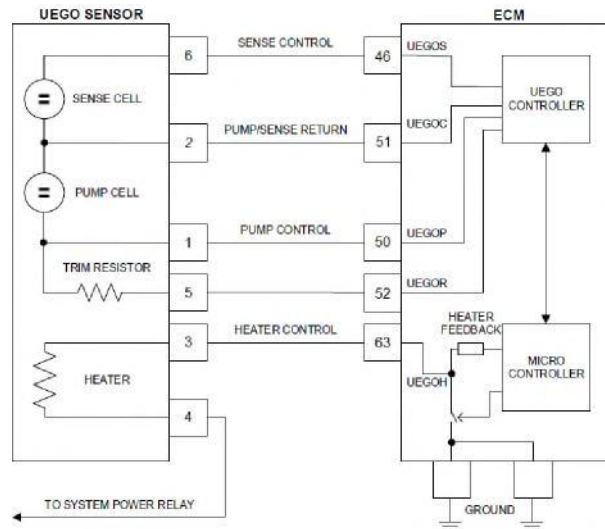 UEGO SENSOR
ECM
6
SENSE CONTROL
46
UEGOS
SENSE CELL
UEGO
CONTROLLER
2
PUMP/SENSE RETURN
51
UEGOC
PUMP CELL
1
PUMP CONTROL
50
UEGOP
TRIM RESISTOR
5
52
UEGOR
3
HEATER CONTROL
63
HEATER
FEEDBACK
MICRO
CONTROLLER
UEGOH
HEATER
4
TO SYSTEM POWER RELAY
GROUND